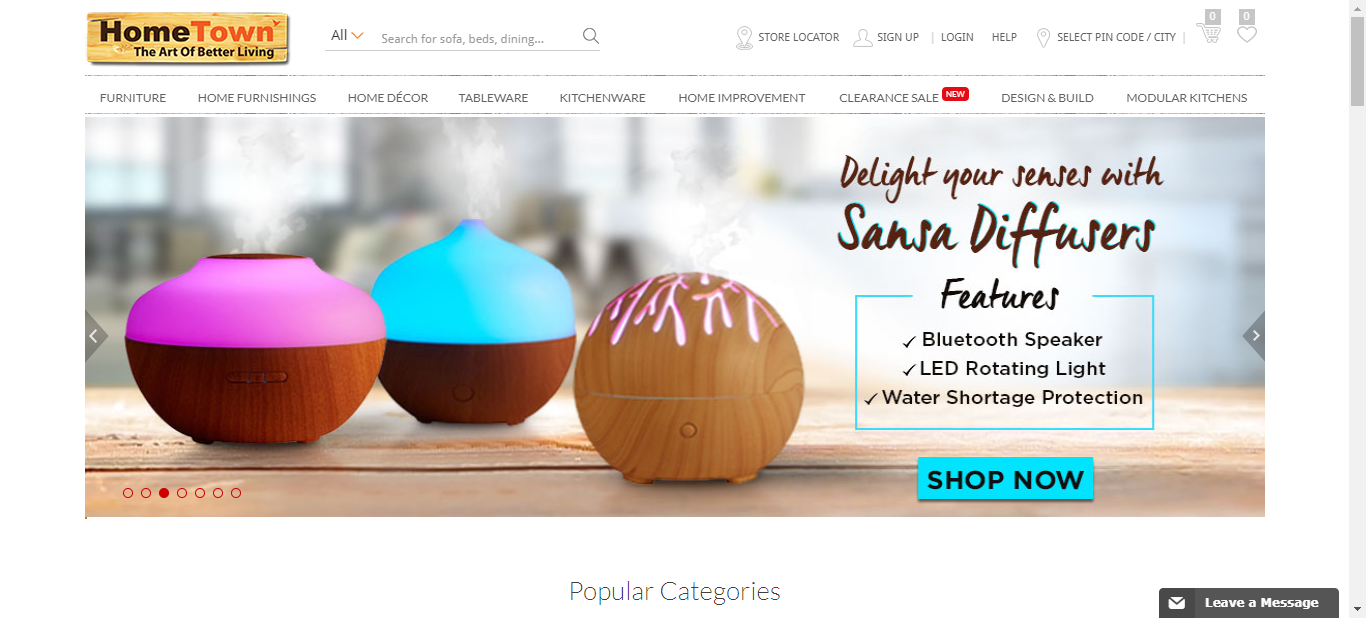 HomeTown
The Art Of Better Living
All
Search for sofa, beds, dining...
STORE LOCATOR
SIGN UP
|
LOGIN
HELP
SELECT PIN CODE / CITY
|
0
0
FURNITURE
HOME FURNISHINGS
HOME DÉCOR
TABLEWARE
KITCHENWARE
HOME IMPROVEMENT
CLEARANCE SALE
NEW
DESIGN & BUILD
MODULAR KITCHENS
Delight your senses with
Sansa Diffusers
Features
✓ Bluetooth Speaker
✓ LED Rotating Light
✓ Water Shortage Protection
SHOP NOW
Popular Categories
Leave a Message